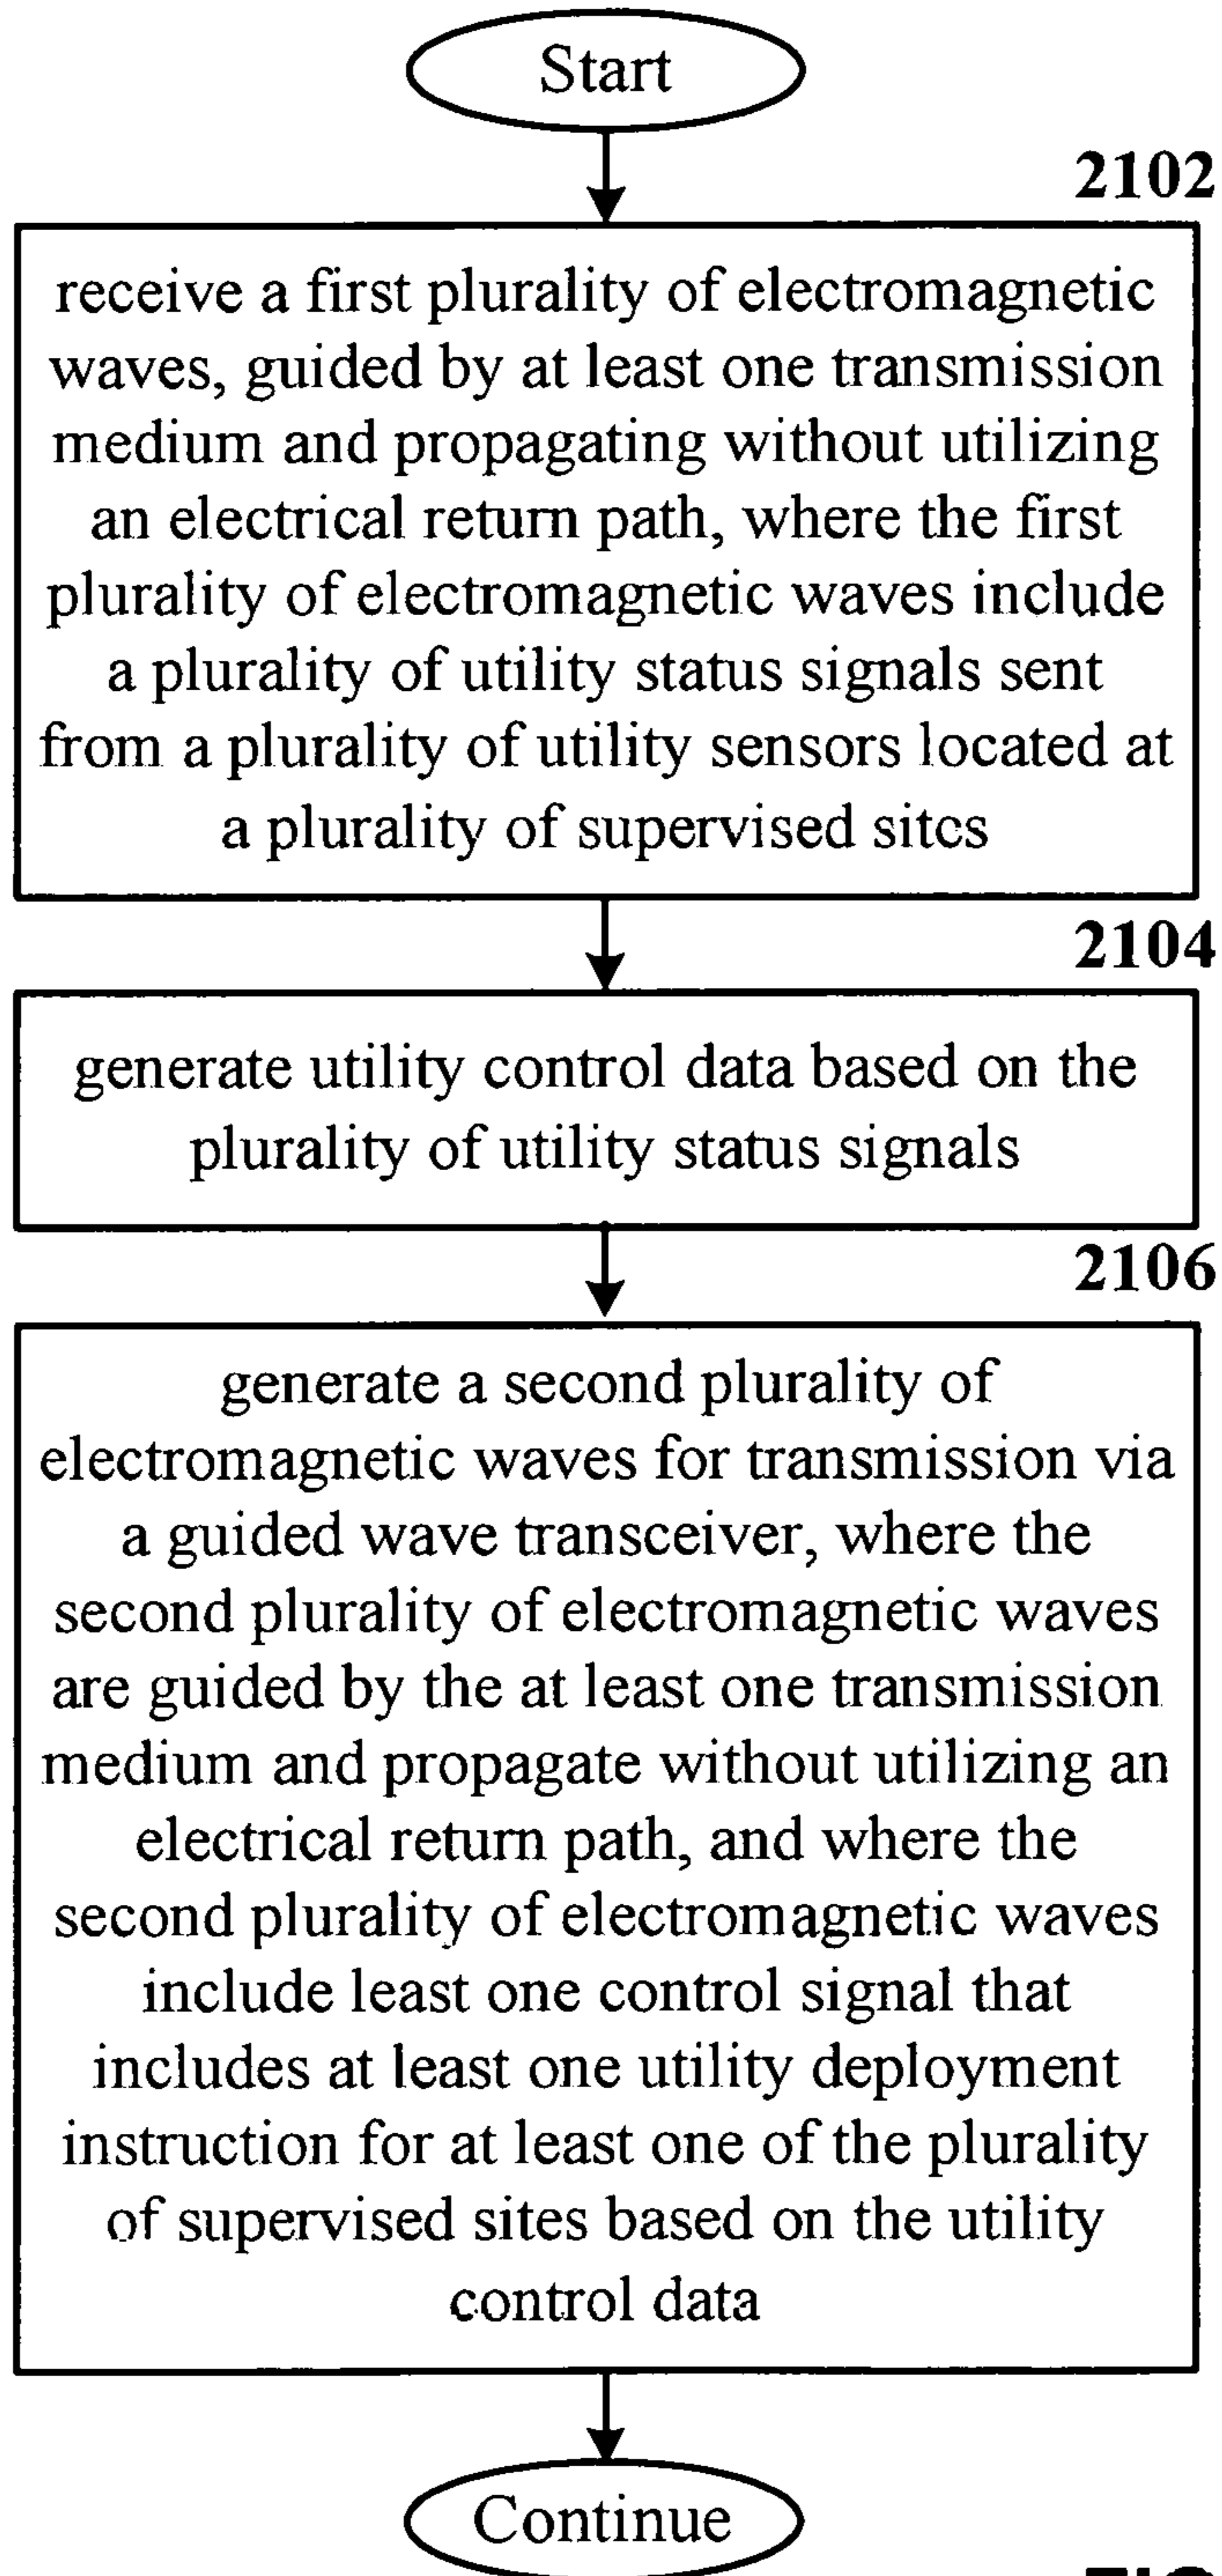 Start
2102
receive a first plurality of electromagnetic
waves, guided by at least one transmission
medium and propagating without utilizing
an electrical return path, where the first
plurality of electromagnetic waves include
a plurality of utility status signals sent
from a plurality of utility sensors located at
a plurality of supervised sites
2104
generate utility control data based on the
plurality of utility status signals
2106
generate a second plurality of
electromagnetic waves for transmission via
a guided wave transceiver, where the
second plurality of electromagnetic waves
are guided by the at least one transmission
medium and propagate without utilizing an
electrical return path, and where the
second plurality of electromagnetic waves
include least one control signal that
includes at least one utility deployment
instruction for at least one of the plurality
of supervised sites based on the utility
control data
Continue